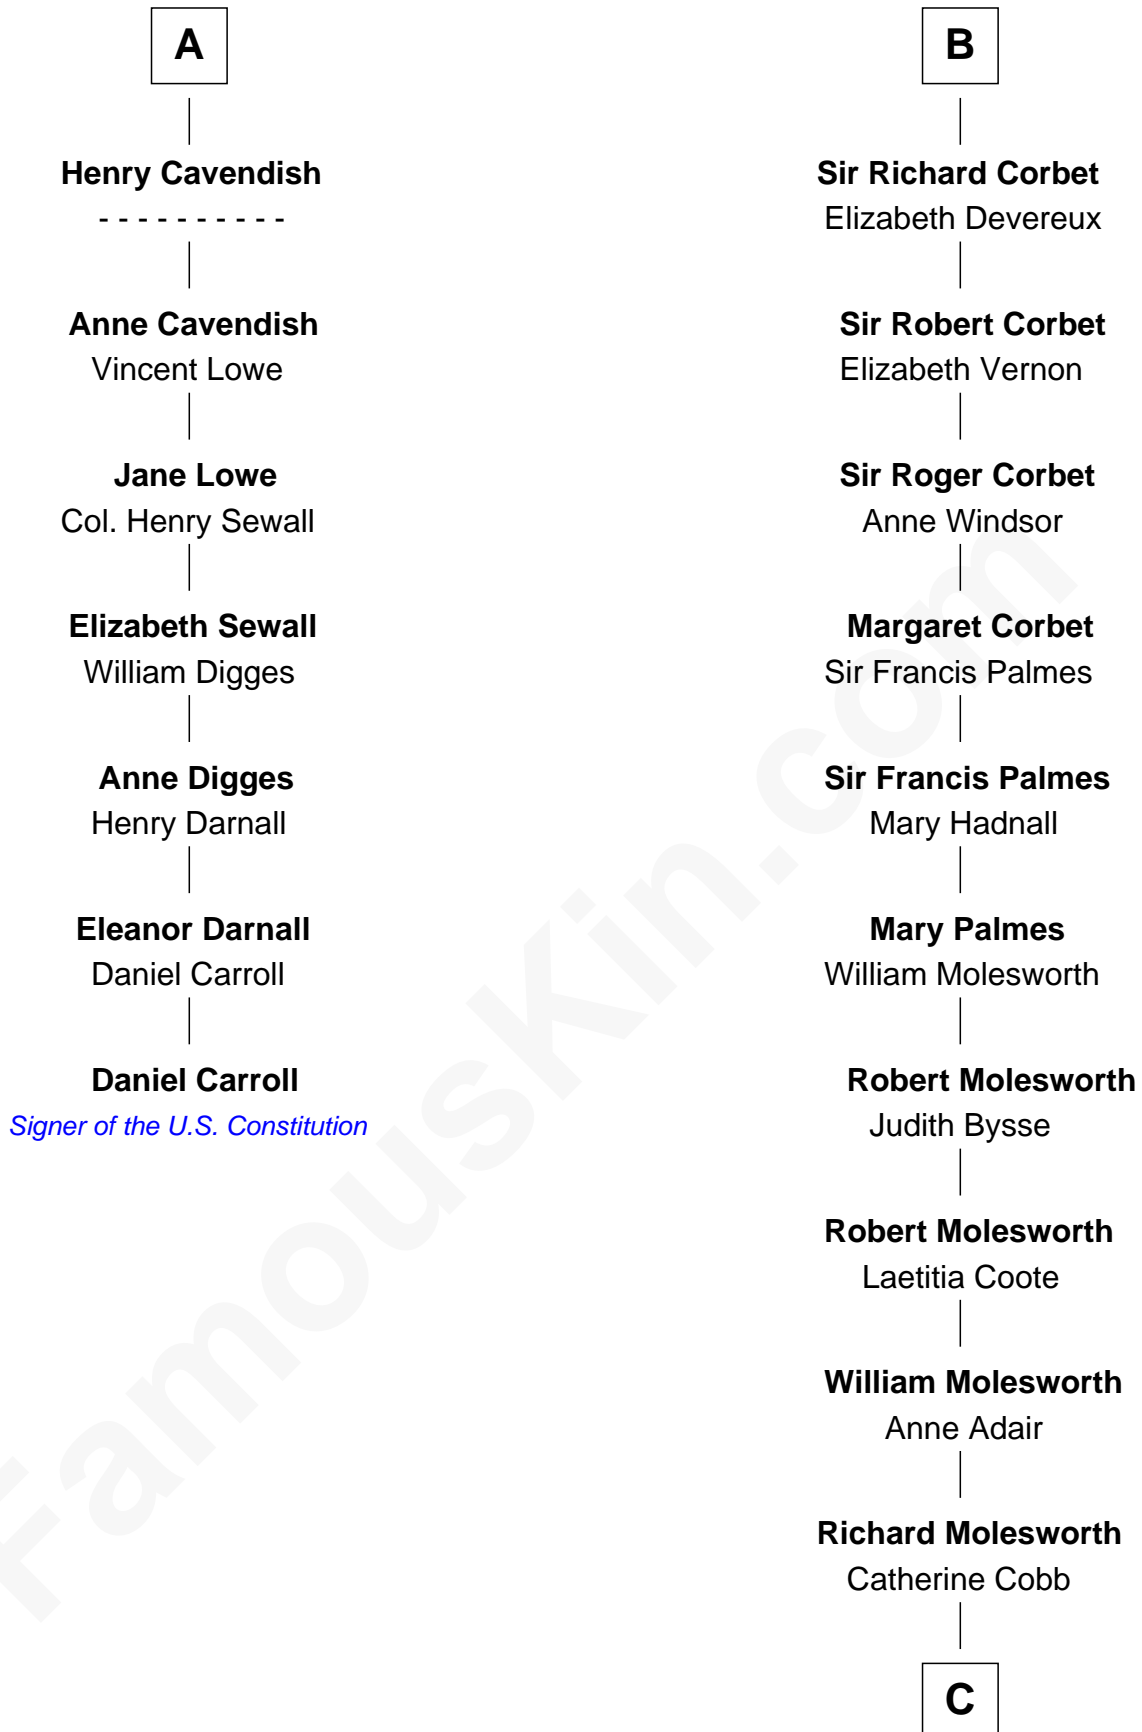 A
Henry Cavendish
- - - - - - - - - -
Anne Cavendish
Vincent Lowe
Jane Lowe
Col. Henry Sewall
Elizabeth Sewall
William Digges
Anne Digges
Henry Darnall
Eleanor Darnall
Daniel Carroll
Daniel Carroll
Signer of the U.S. Constitution
B
Sir Richard Corbet
Elizabeth Devereux
Sir Robert Corbet
Elizabeth Vernon
Sir Roger Corbet
Anne Windsor
Margaret Corbet
Sir Francis Palmes
Sir Francis Palmes
Mary Hadnall
Mary Palmes
William Molesworth
Robert Molesworth
Judith Bysse
Robert Molesworth
Laetitia Coote
William Molesworth
Anne Adair
Richard Molesworth
Catherine Cobb
C
FamousKin.com